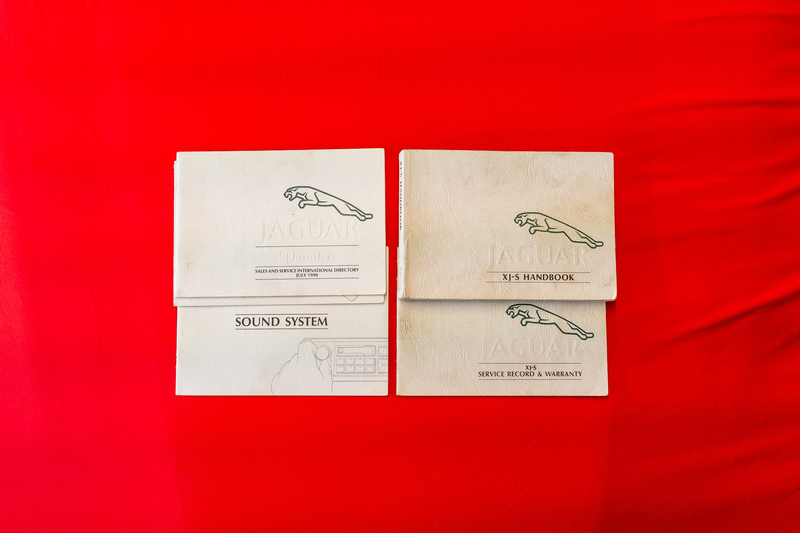 JAGUAR
Daimler
SALES AND SERVICE INTERNATIONAL DIRECTORY
JULY 1990
SOUND SYSTEM
JAGUAR
XJ-S HANDBOOK
JAGUAR
XJ-S
SERVICE RECORD & WARRANTY